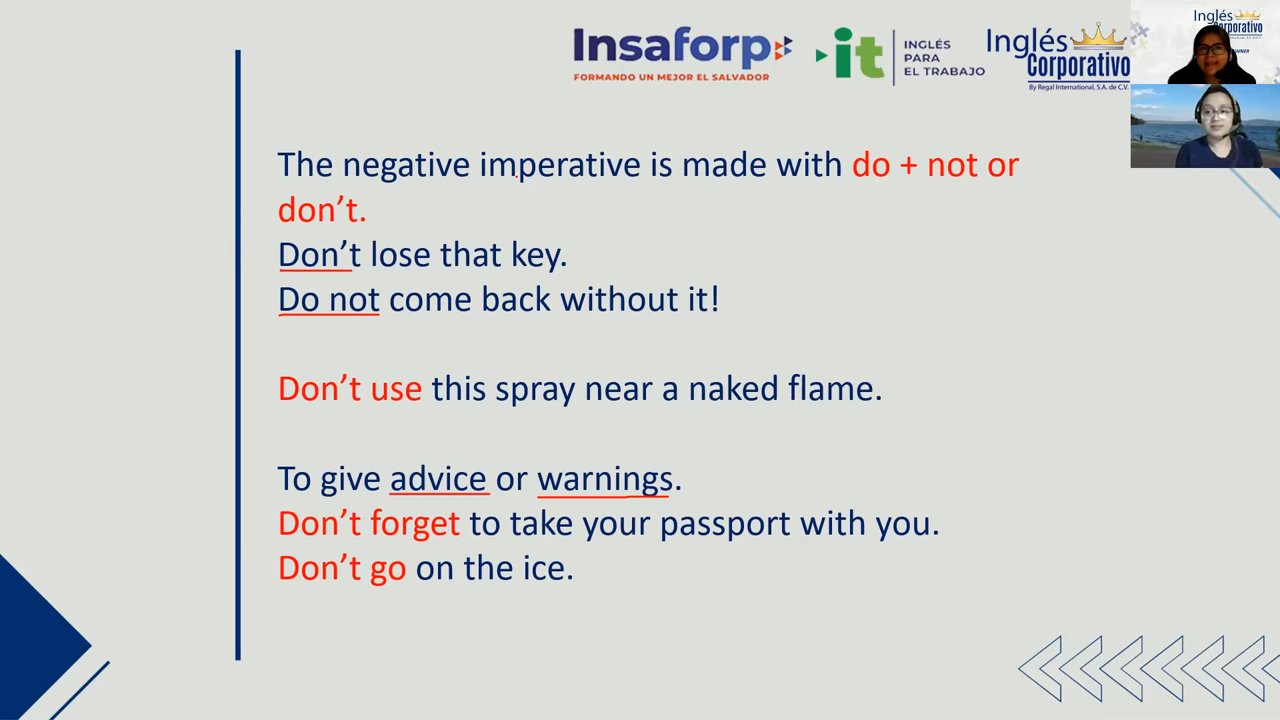 Insaforp
FORMANDO UN MEJOR EL SALVADOR
it
INGLÉS
PARA
EL TRABAJO
Inglés
Corporativo
By Regal International, S.A. de C.V.
Inglés
Corporativo
The negative imperative is made with do + not or
don’t.
Don’t lose that key.
Do not come back without it!
Don’t use this spray near a naked flame.
To give advice or warnings.
Don’t forget to take your passport with you.
Don’t go on the ice.